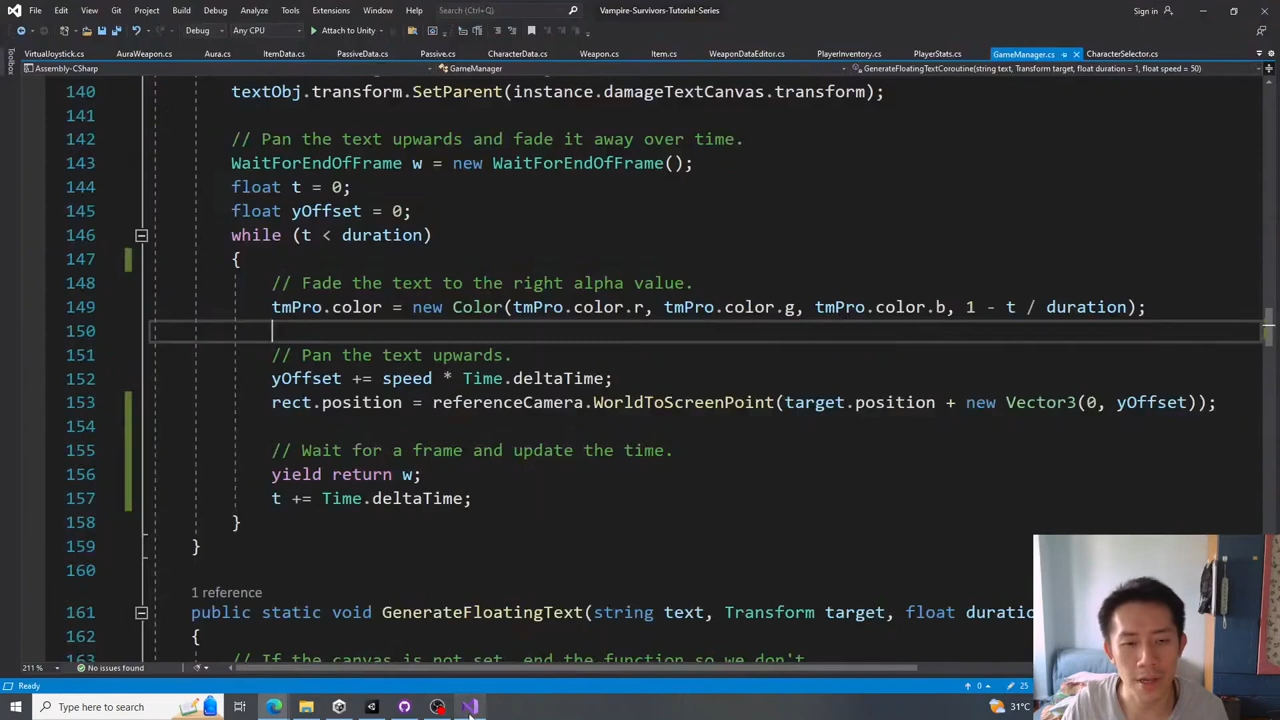 File Edit View Git Project Build Debug Test Analyze Tools Extensions Window Help Search (Ctrl+Q) Vampire-Survivors-Tutorial-Series Sign in
Debug Any CPU Attach to Unity
VirtualJoystick.cs AuraWeapon.cs Aura.cs ItemData.cs PassiveData.cs Passive.cs CharacterData.cs Weapon.cs Item.cs WeaponDataEditor.cs PlayerInventory.cs PlayerStats.cs GameManager.cs CharacterSelector.cs
Toolbox
Assembly-CSharp GameManager GenerateFloatingTextCoroutine(string text, Transform target, float duration = 1, float speed = 50)
140 textObj.transform.SetParent(instance.damageTextCanvas.transform);
141
142 // Pan the text upwards and fade it away over time.
143 WaitForEndOfFrame w = new WaitForEndOfFrame();
144 float t = 0;
145 float yOffset = 0;
146 while (t < duration)
147 {
148 // Fade the text to the right alpha value.
149 tmPro.color = new Color(tmPro.color.r, tmPro.color.g, tmPro.color.b, 1 - t / duration);
150
151 // Pan the text upwards.
152 yOffset += speed * Time.deltaTime;
153 rect.position = referenceCamera.WorldToScreenPoint(target.position + new Vector3(0, yOffset));
154
155 // Wait for a frame and update the time.
156 yield return w;
157 t += Time.deltaTime;
158 }
159 }
160
1 reference
161 public static void GenerateFloatingText(string text, Transform target, float duratio
162 {
163 // If the canvas is not set, end the function so we don't
211 % No issues found
Ready 0 25
Type here to search 31°C